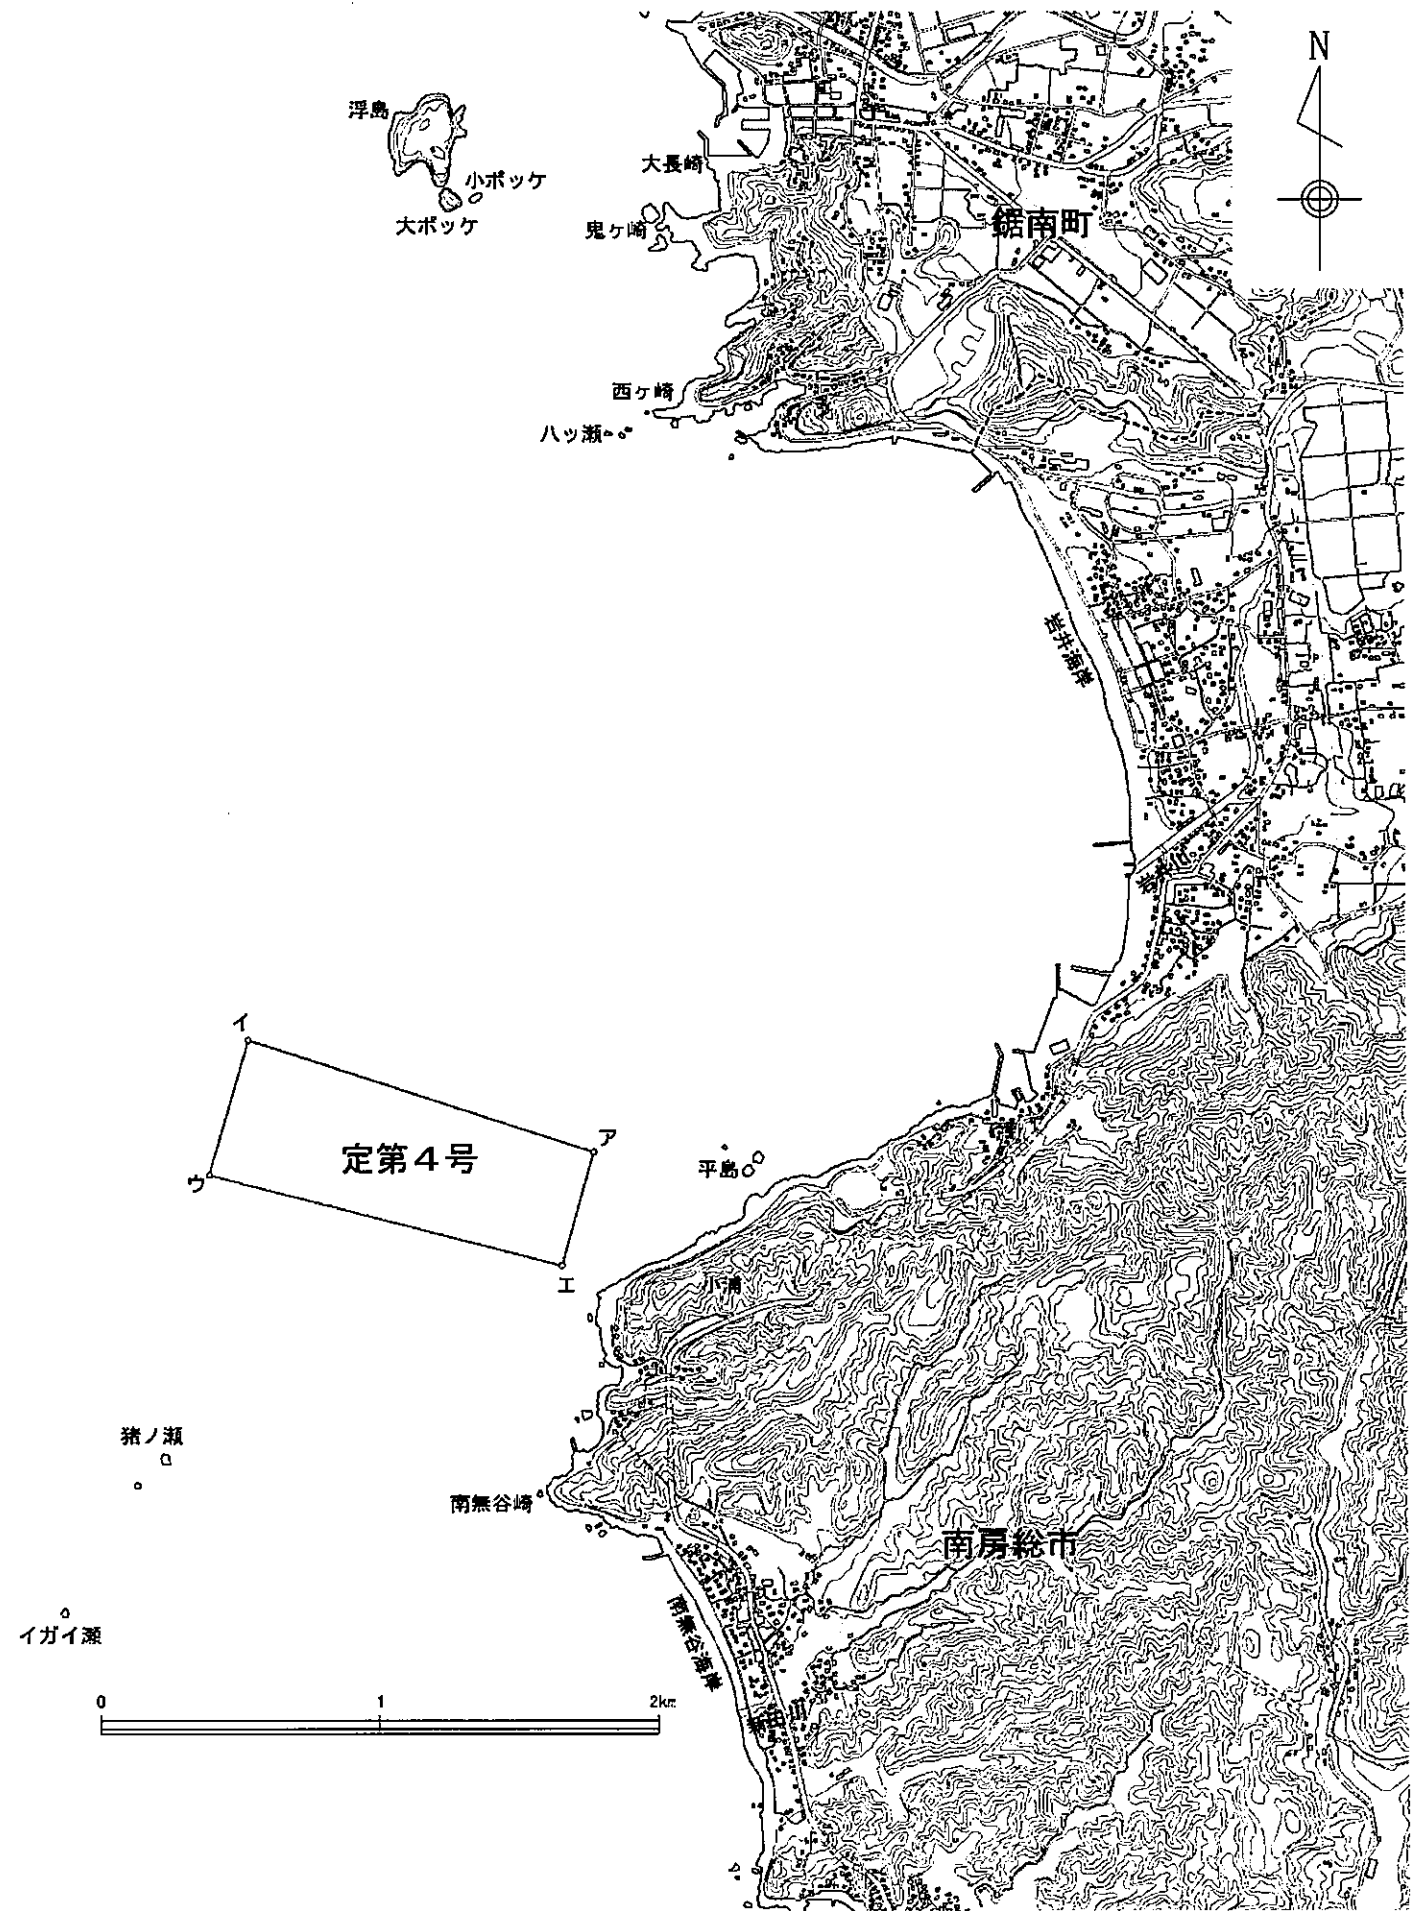 N
浮島
小ボッケ
大ボッケ
大長崎
鬼ヶ崎
鋸南町
西ヶ崎
八ッ瀬
岩井海岸
イ
ア
定第4号
ウ
エ
平島
小浦
猪ノ瀬
南無谷崎
南房総市
イガイ瀬
南無谷海岸
0 1 2km